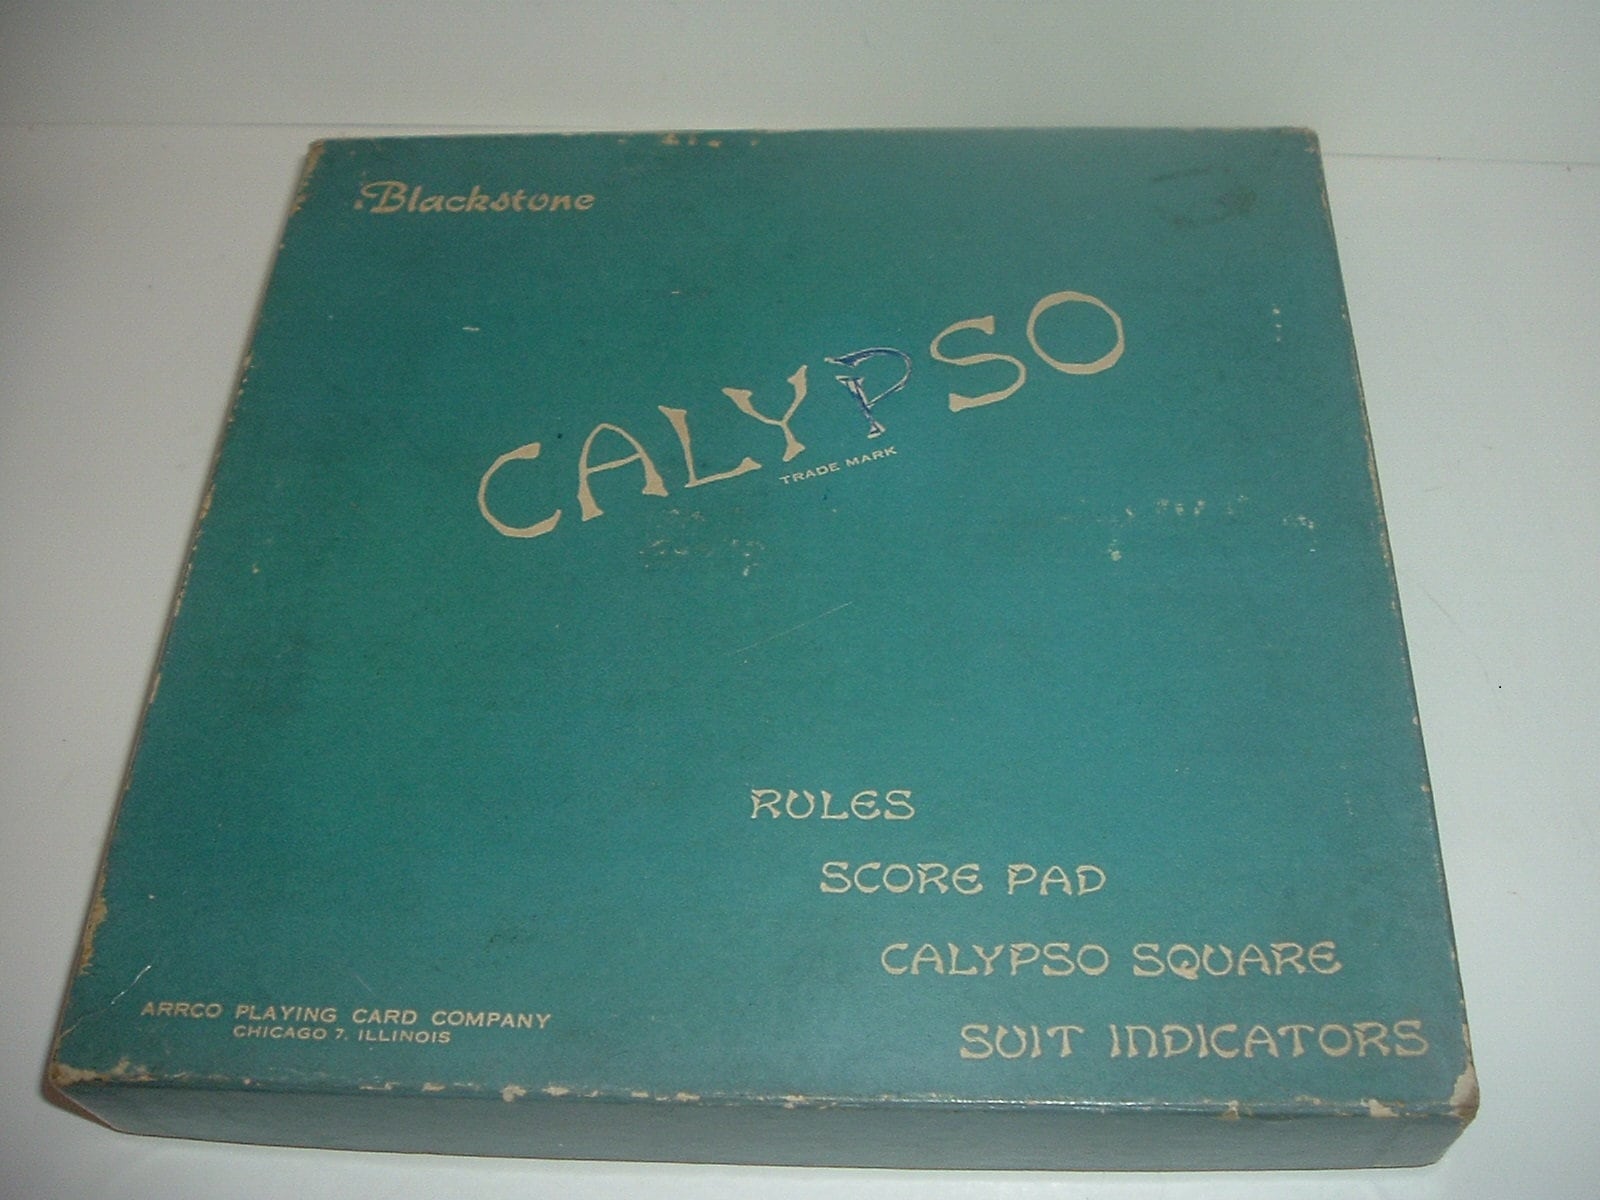 Blackstone
CALYPSO
TRADE MARK
RULES
SCORE PAD
CALYPSO SQUARE
SUIT INDICATORS
ARRCO PLAYING CARD COMPANY
CHICAGO 7, ILLINOIS